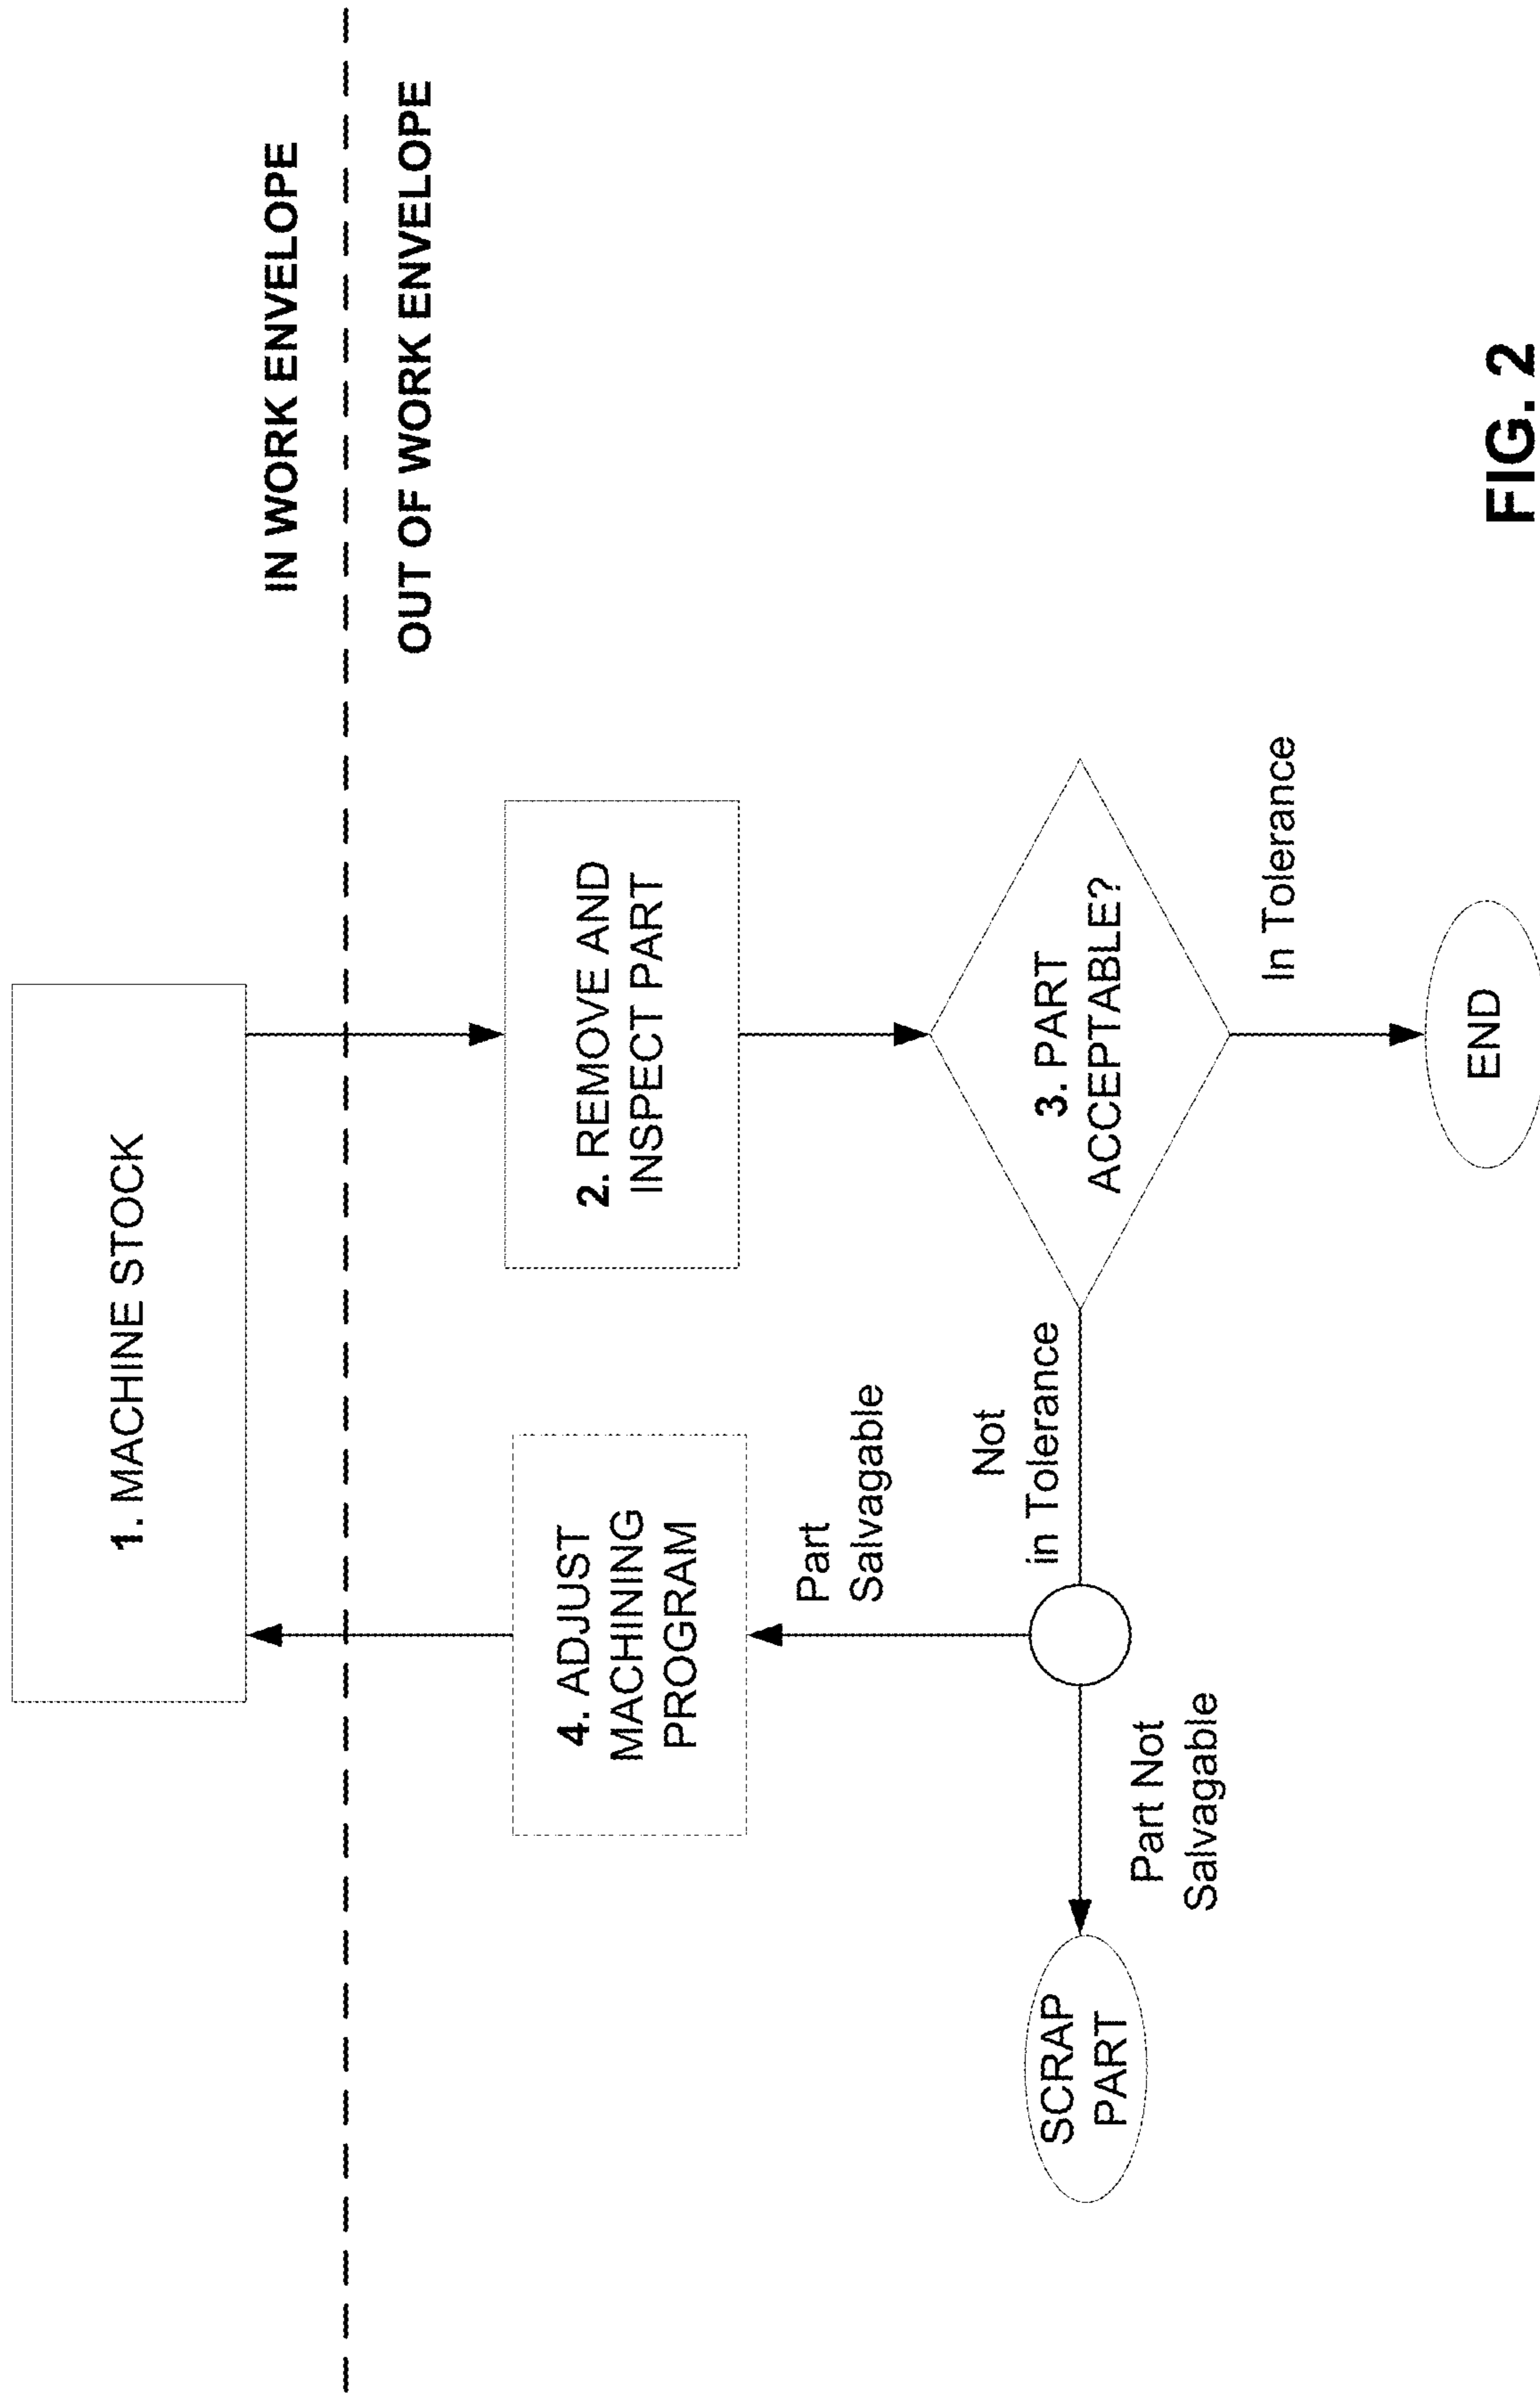 1. MACHINE STOCK
IN WORK ENVELOPE
OUT OF WORK ENVELOPE
2. REMOVE AND
INSPECT PART
3. PART
ACCEPTABLE?
In Tolerance
END
Not
in Tolerance
Part
Salvagable
4. ADJUST
MACHINING
PROGRAM
Part Not
Salvagable
SCRAP
PART
FIG. 2